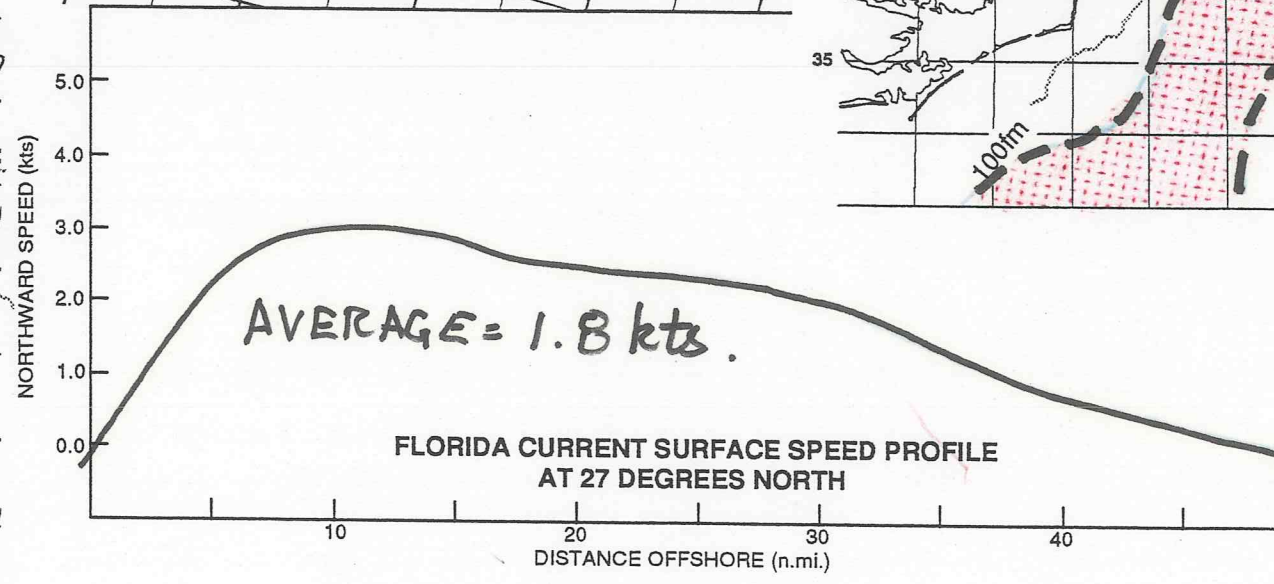 35
100fm
5.0
4.0
3.0
2.0
1.0
0.0
NORTHWARD SPEED (kts)
AVERAGE = 1.8 kts.
FLORIDA CURRENT SURFACE SPEED PROFILE
AT 27 DEGREES NORTH
10
20
30
40
DISTANCE OFFSHORE (n.mi.)